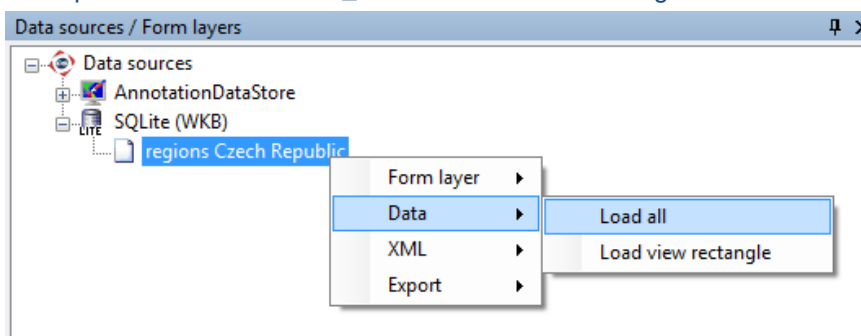 Data sources / Form layers
Data sources
AnnotationDataStore
SQLite (WKB)
LITE
regions Czech Republic
Form layer
Data
Load all
XML
Load view rectangle
Export